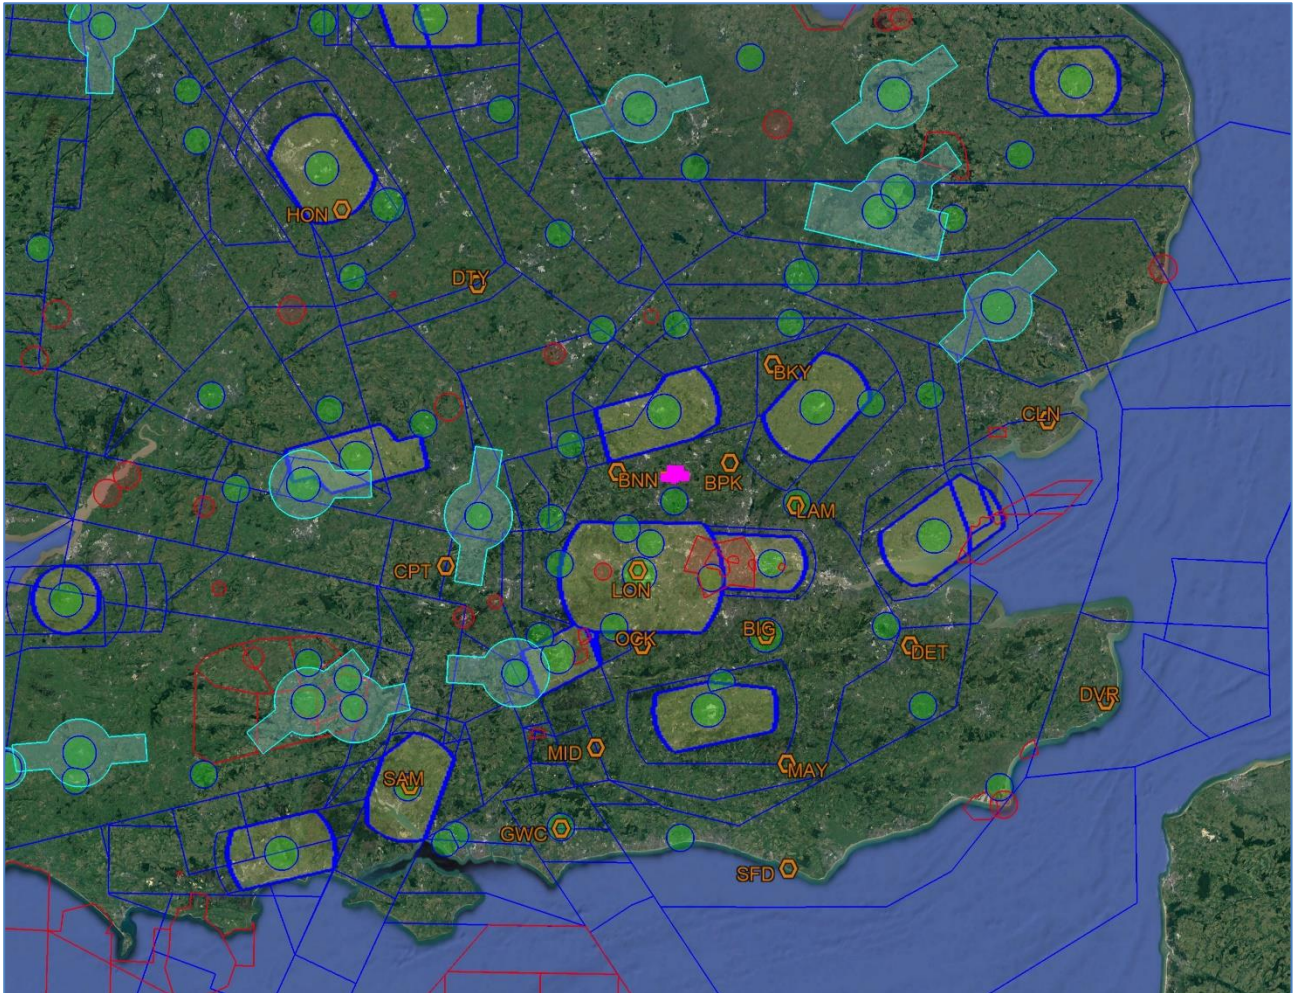 HON
DTY
BKY
CLN
BNN
BPK
LAM
CPT
LON
OCK
BIG
DET
DVR
MID
MAY
SAM
GWC
SFD